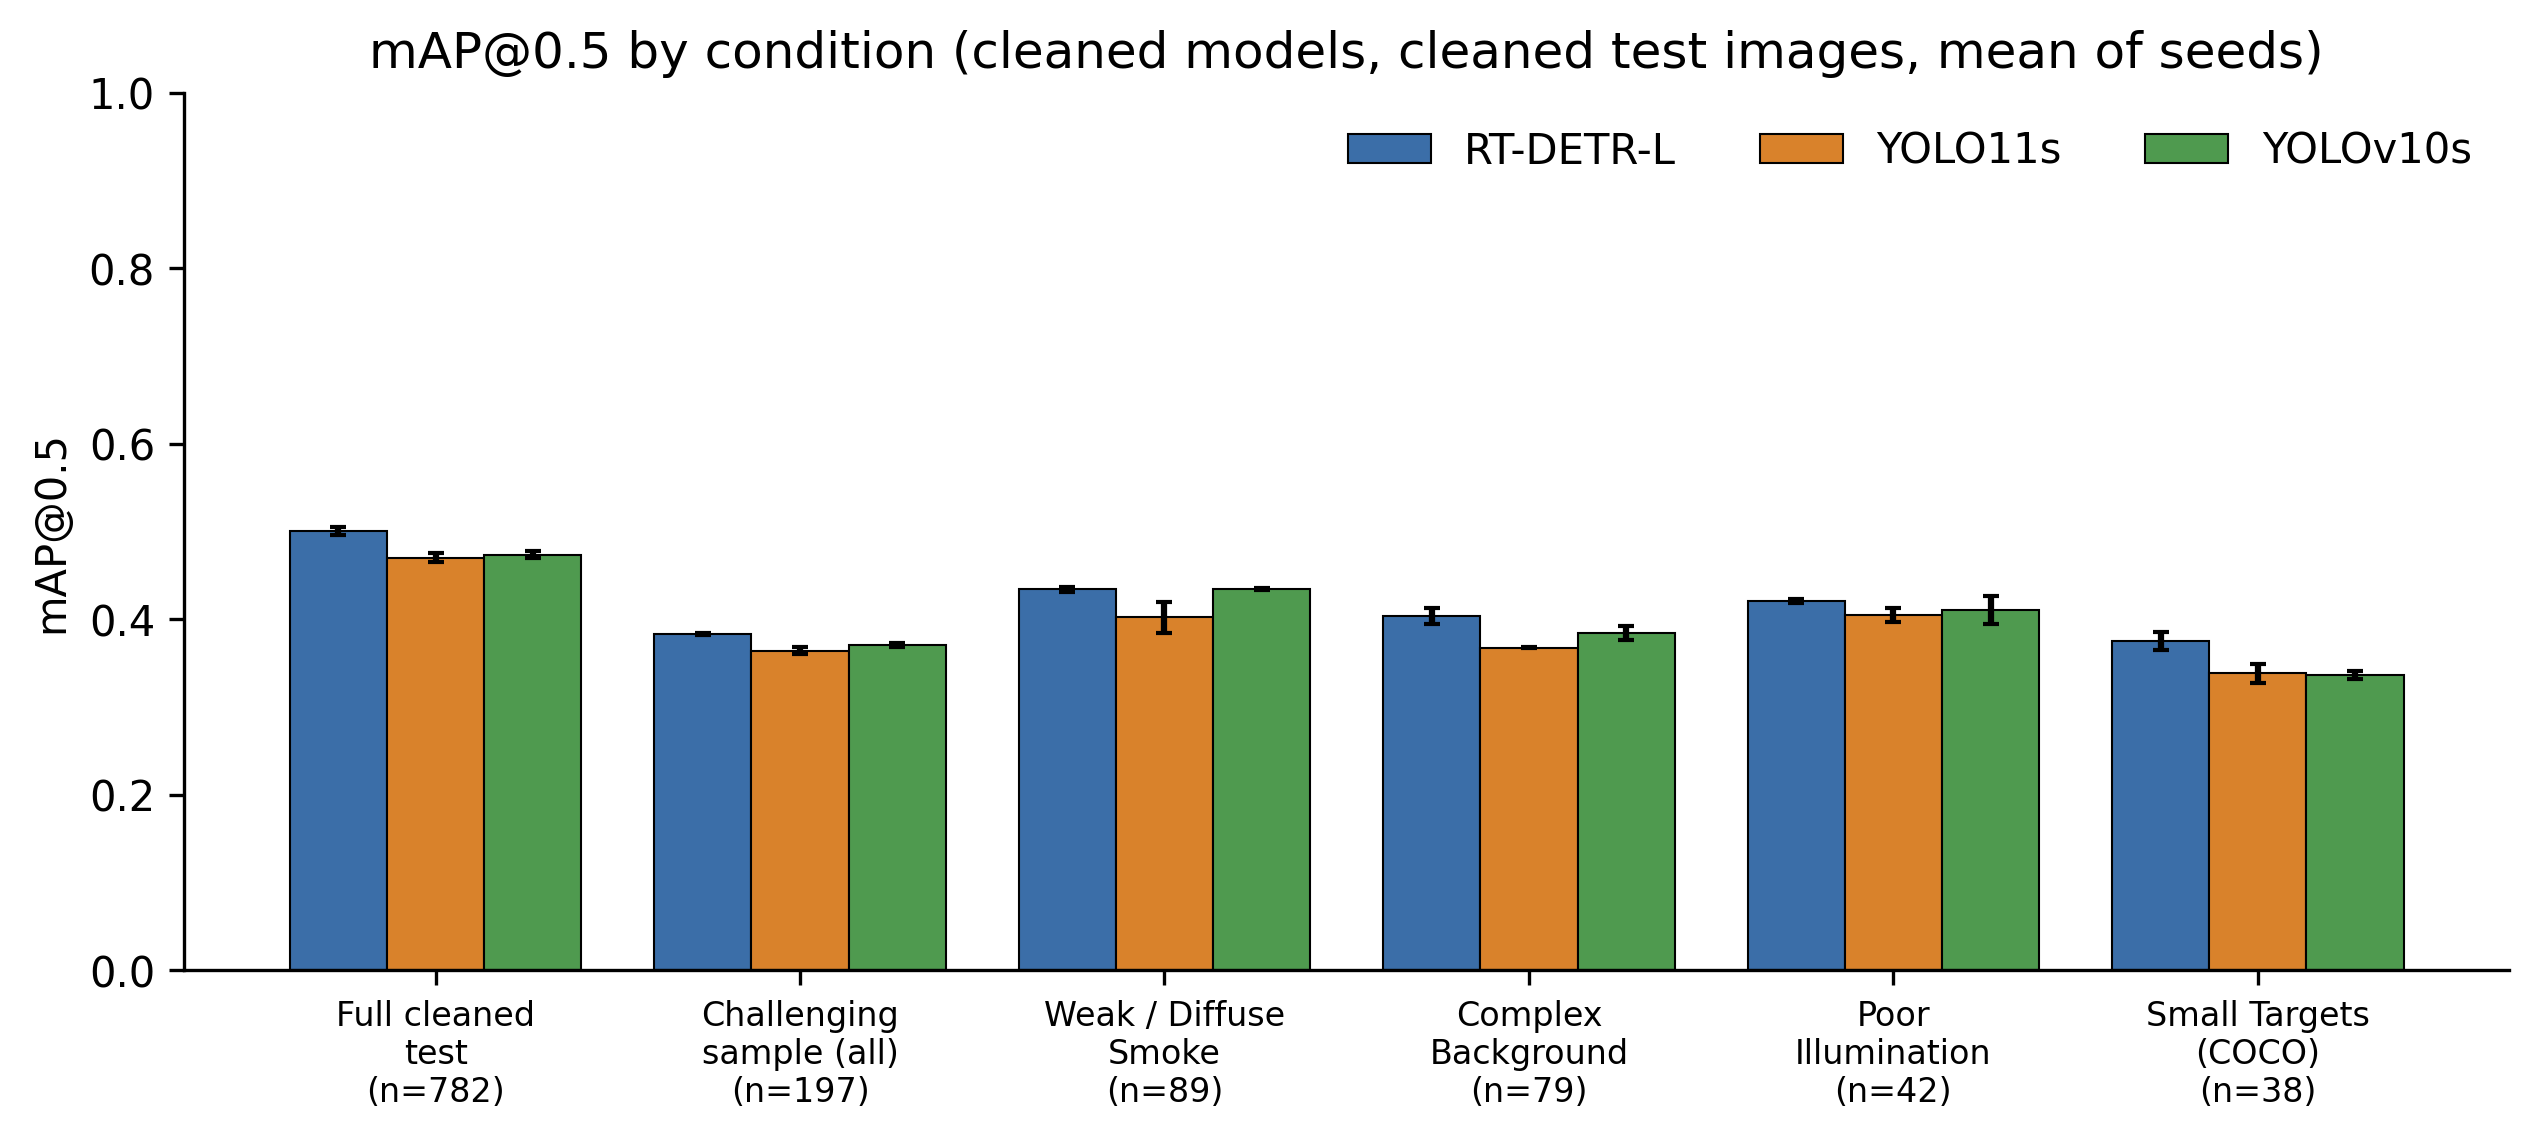 mAP@0.5 by condition (cleaned models, cleaned test images, mean of seeds)
RT-DETR-L
YOLO11s
YOLOv10s
mAP@0.5
1.0
0.8
0.6
0.4
0.2
0.0
Full cleaned
test
(n=782)
Challenging
sample (all)
(n=197)
Weak / Diffuse
Smoke
(n=89)
Complex
Background
(n=79)
Poor
Illumination
(n=42)
Small Targets
(COCO)
(n=38)